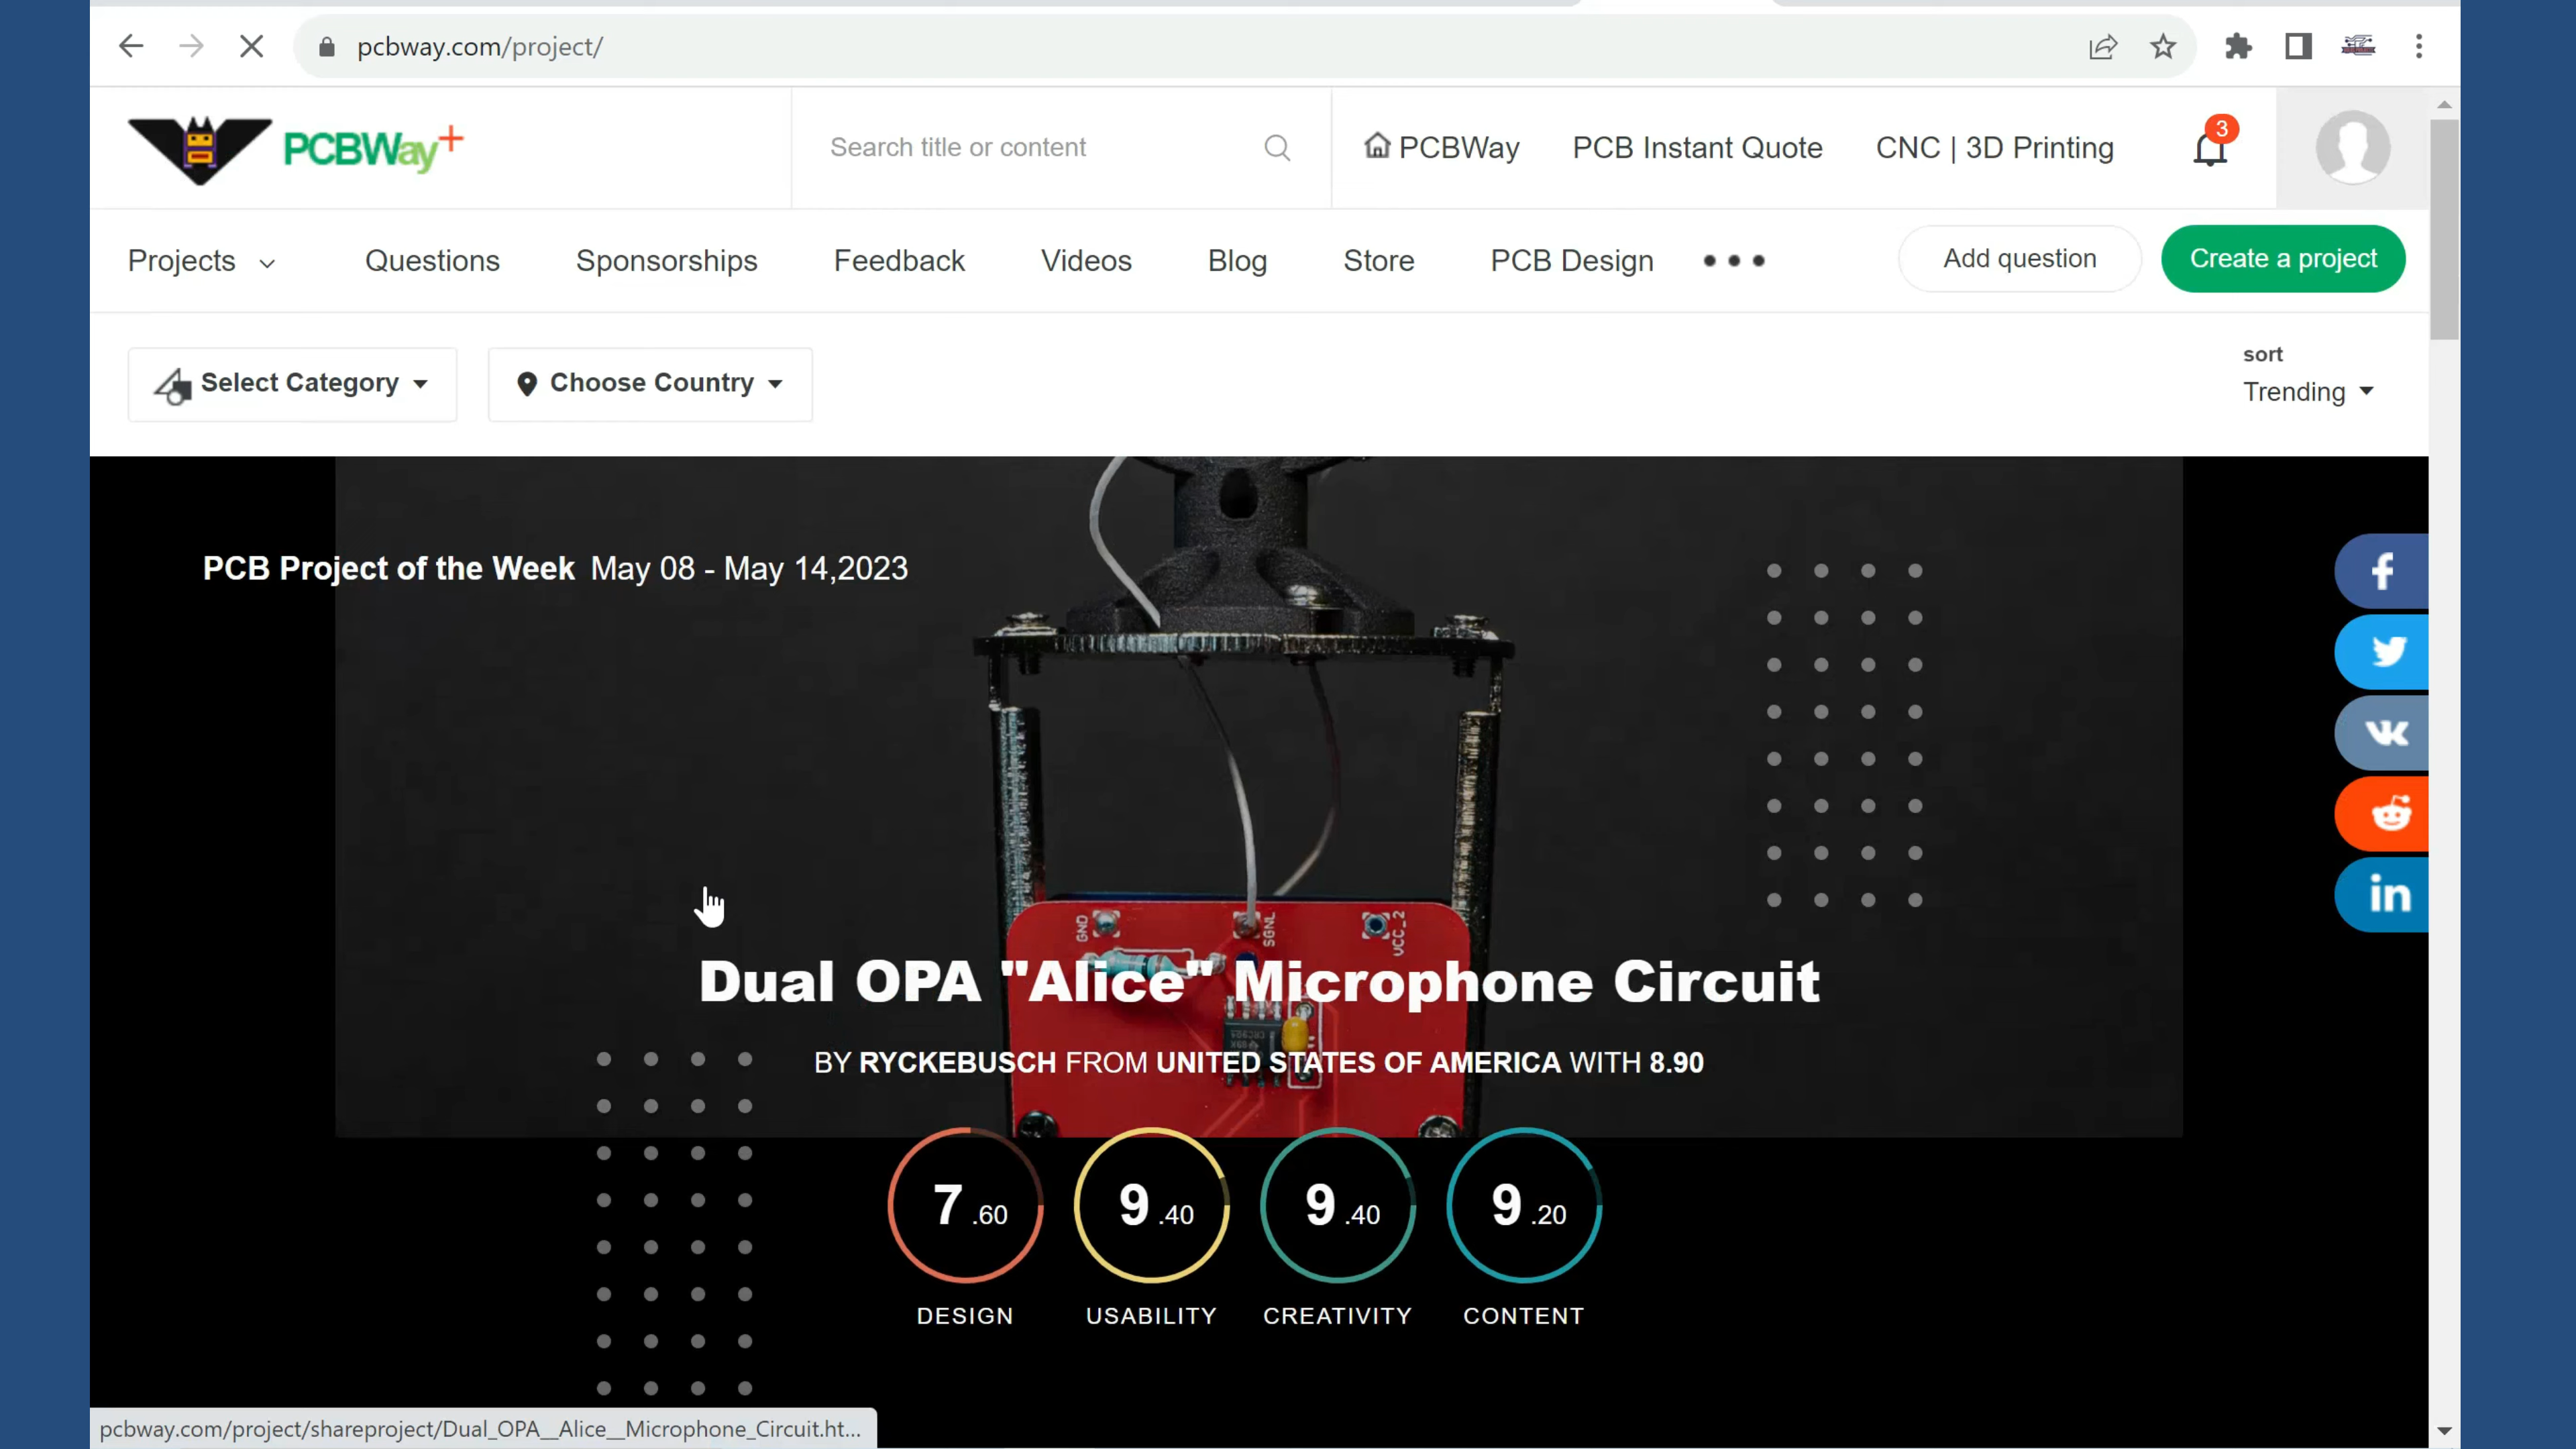 pcbway.com/project/
PCBWay+
Search title or content
PCBWay
PCB Instant Quote
CNC | 3D Printing
3
Projects
Questions
Sponsorships
Feedback
Videos
Blog
Store
PCB Design
Add question
Create a project
Select Category
Choose Country
sort
Trending
PCB Project of the Week May 08 - May 14,2023
f
in
GND
SGNL
VCC_2
Dual OPA "Alice" Microphone Circuit
BY RYCKEBUSCH FROM UNITED STATES OF AMERICA WITH 8.90
7.60
9.40
9.40
9.20
DESIGN
USABILITY
CREATIVITY
CONTENT
pcbway.com/project/shareproject/Dual_OPA__Alice__Microphone_Circuit.ht...